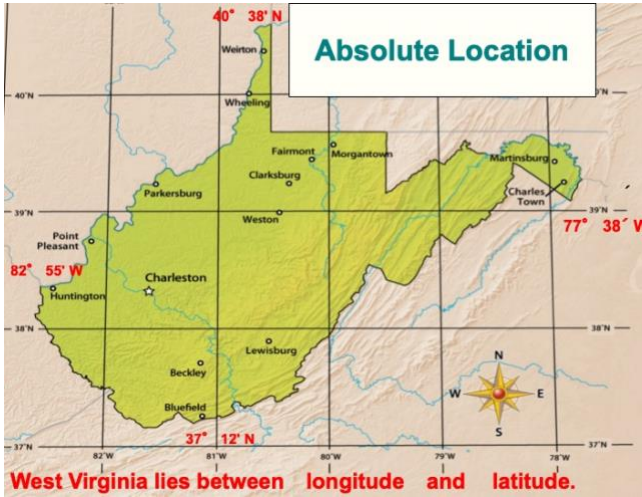 40° 38' N
Absolute Location
Weirton
40°N
N
Wheeling
Fairmont
Morgantown
Martinsburg
Clarksburg
Parkersburg
Charles
Town
39°N
Weston
39°N
77° 38´ W
Point
Pleasant
82° 55' W
Charleston
Huntington
38°N
38°N
Lewisburg
Beckley
N
W
E
S
Bluefield
37° 12' N
37°N
37°N
82°W
81°W
80°W
79°W
78°W
West Virginia lies between longitude and latitude.